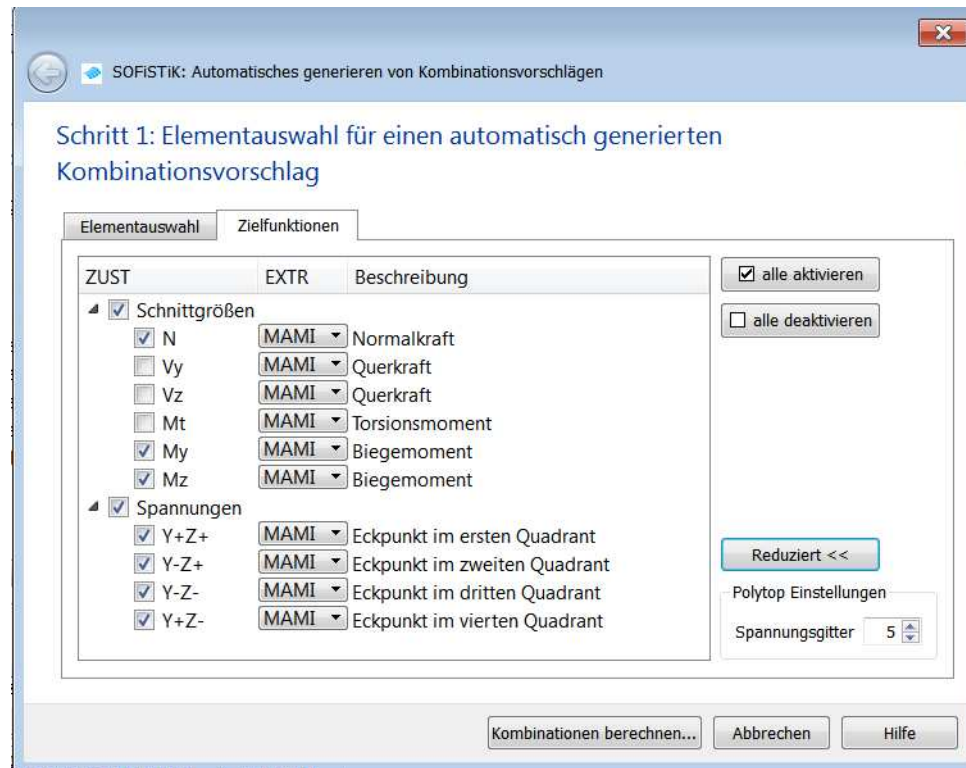 SOFiSTiK: Automatisches generieren von Kombinationsvorschlägen
Schritt 1: Elementauswahl für einen automatisch generierten
Kombinationsvorschlag
Elementauswahl Zielfunktionen
ZUST EXTR Beschreibung
Schnittgrößen
N MAMI Normalkraft
Vy MAMI Querkraft
Vz MAMI Querkraft
Mt MAMI Torsionsmoment
My MAMI Biegemoment
Mz MAMI Biegemoment
Spannungen
Y+Z+ MAMI Eckpunkt im ersten Quadrant
Y-Z+ MAMI Eckpunkt im zweiten Quadrant
Y-Z- MAMI Eckpunkt im dritten Quadrant
Y+Z- MAMI Eckpunkt im vierten Quadrant
alle aktivieren
alle deaktivieren
Reduziert <<
Polytop Einstellungen
Spannungsgitter 5
Kombinationen berechnen... Abbrechen Hilfe